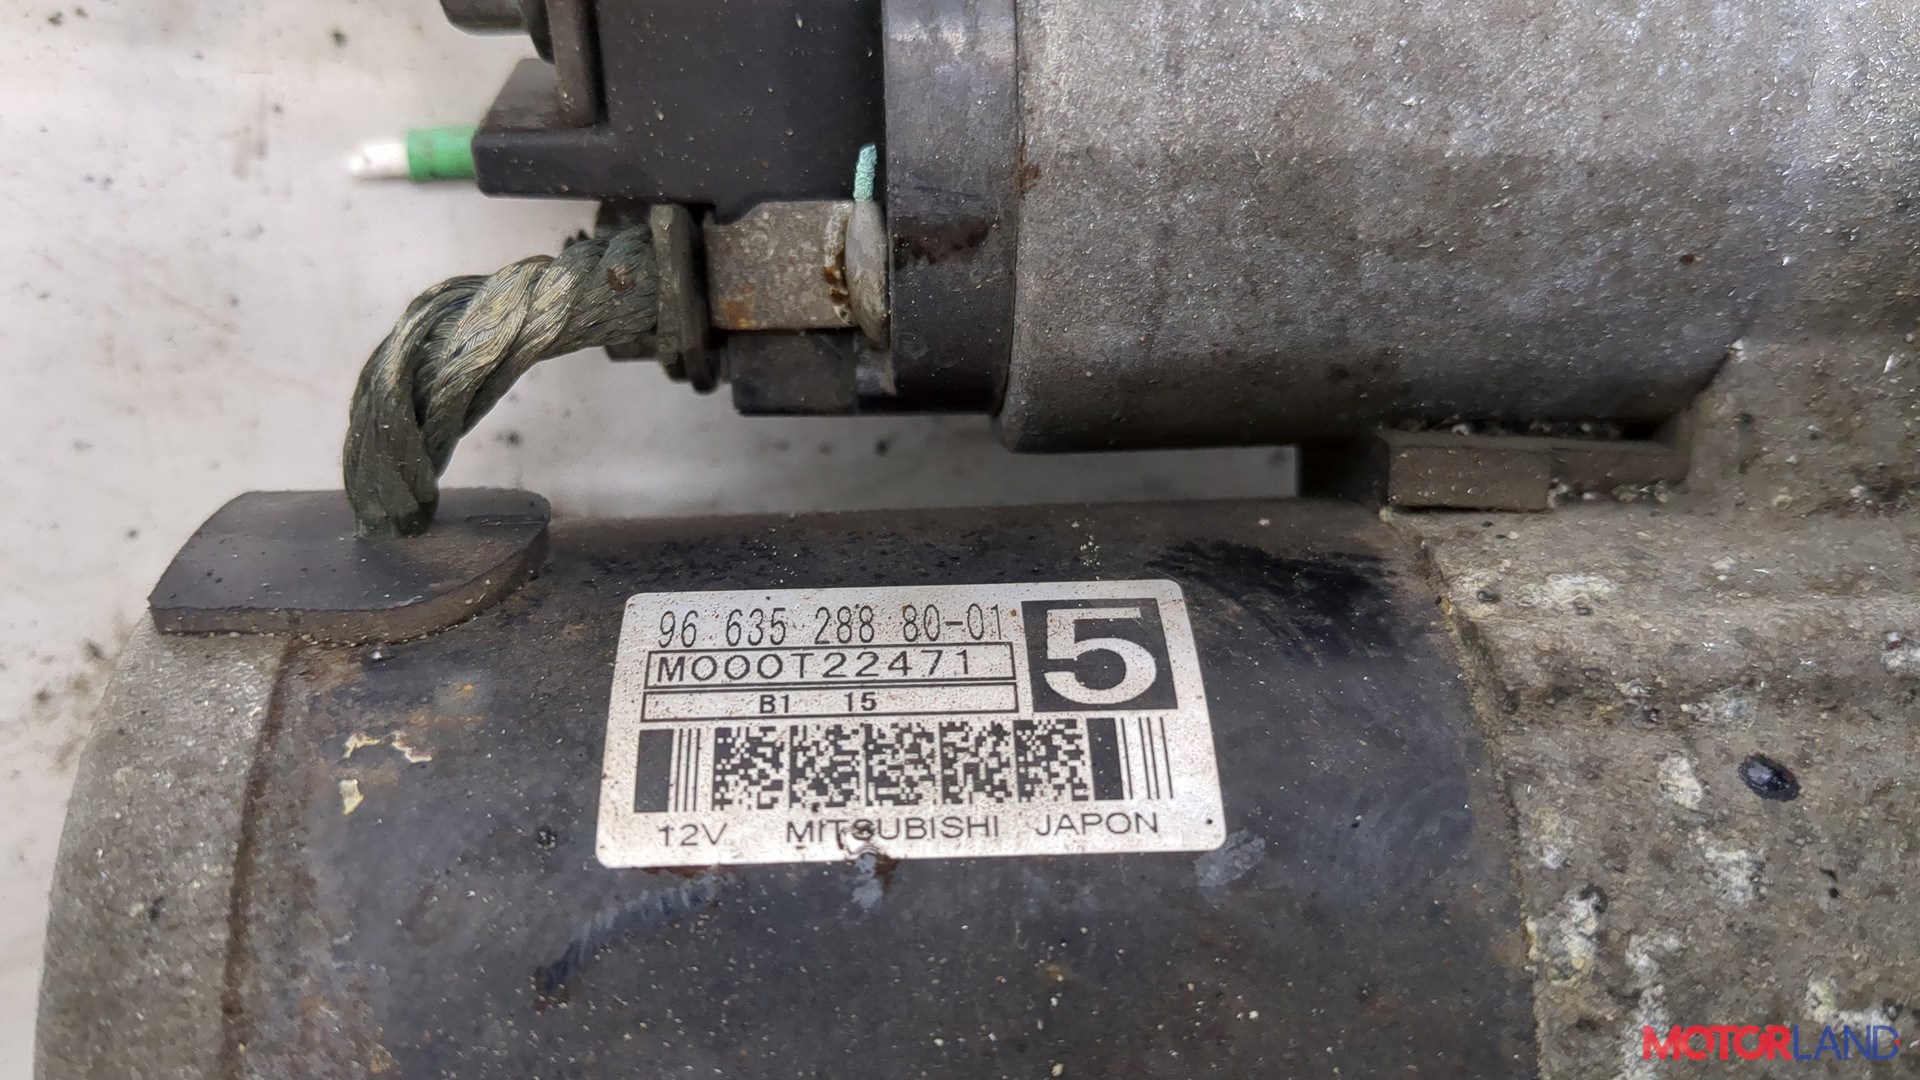 96 635 288 80-01
5
M000T22471
B1 15
12V MITSUBISHI JAPON
MOTORLAND